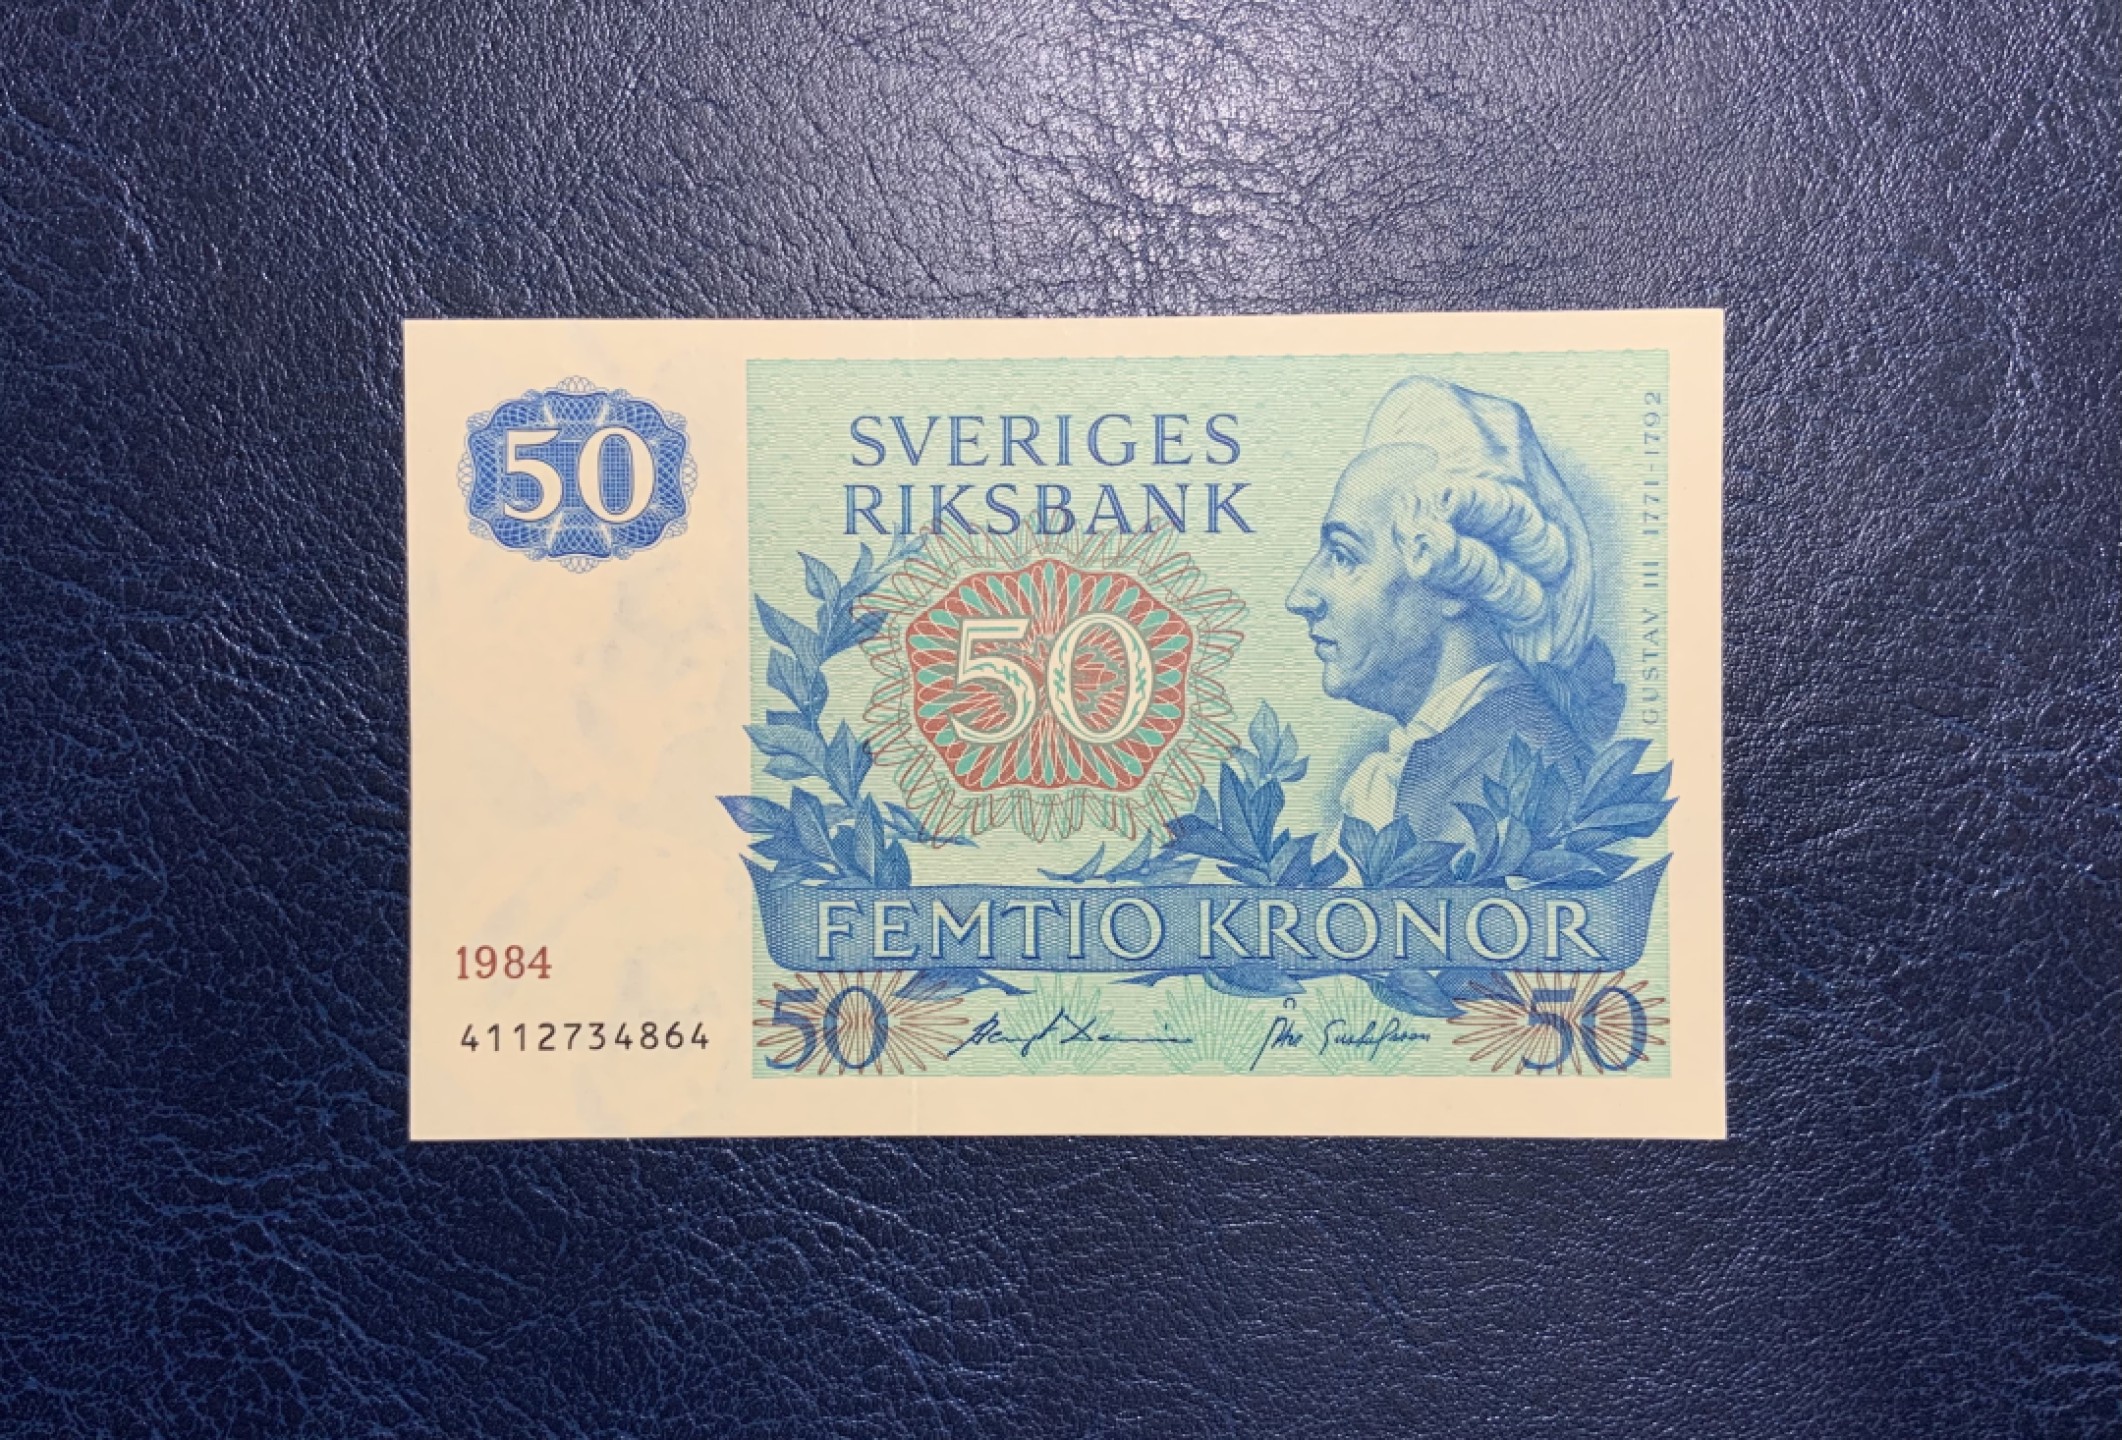 50
SVERIGES
RIKSBANK
GUSTAV III 1771-1792
50
FEMTIO KRONOR
1984
4112734864
50
50